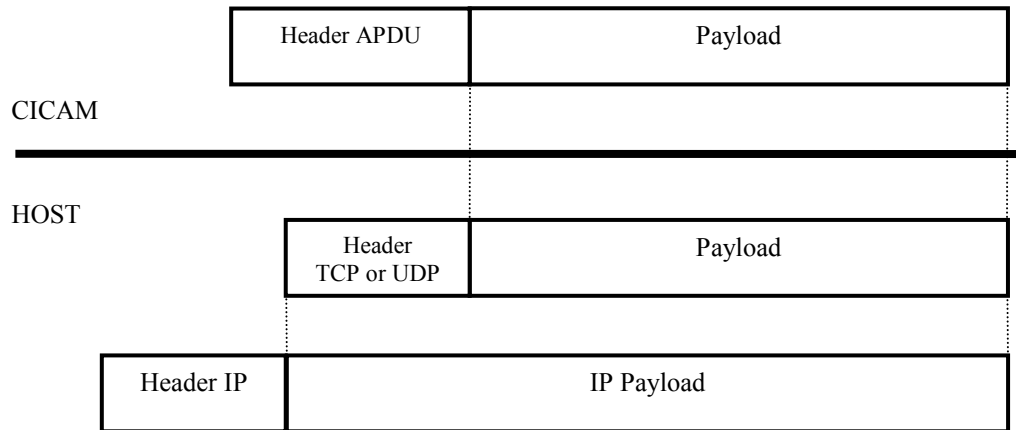 Header APDU
Payload
CICAM
HOST
Header
TCP or UDP
Payload
Header IP
IP Payload